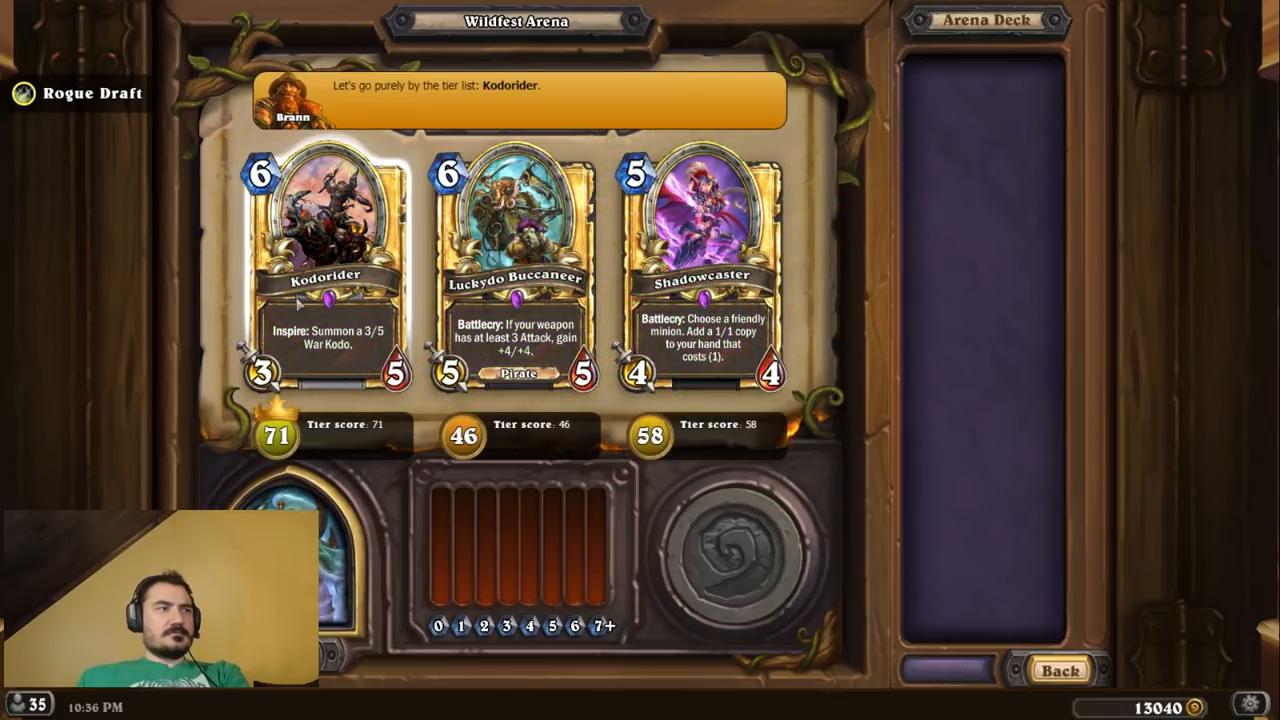 Wildfest Arena
Arena Deck
Rogue Draft
Let's go purely by the tier list: Kodorider.
Brann
6
6
5
Kodorider
Luckydo Buccaneer
Shadowcaster
Inspire: Summon a 3/5
War Kodo.
Battlecry: If your weapon
has at least 3 Attack, gain
+4/+4.
Battlecry: Choose a friendly
minion. Add a 1/1 copy
to your hand that
costs (1).
3
5
5
Pirate
5
4
4
71
Tier score: 71
46
Tier score: 46
58
Tier score: 58
0 1 2 3 4 5 6 7+
Back
35
10:36 PM
13040